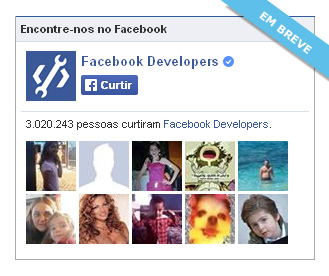 EM BREVE
Encontre-nos no Facebook
Facebook Developers
Curtir
3.020.243 pessoas curtiram Facebook Developers.